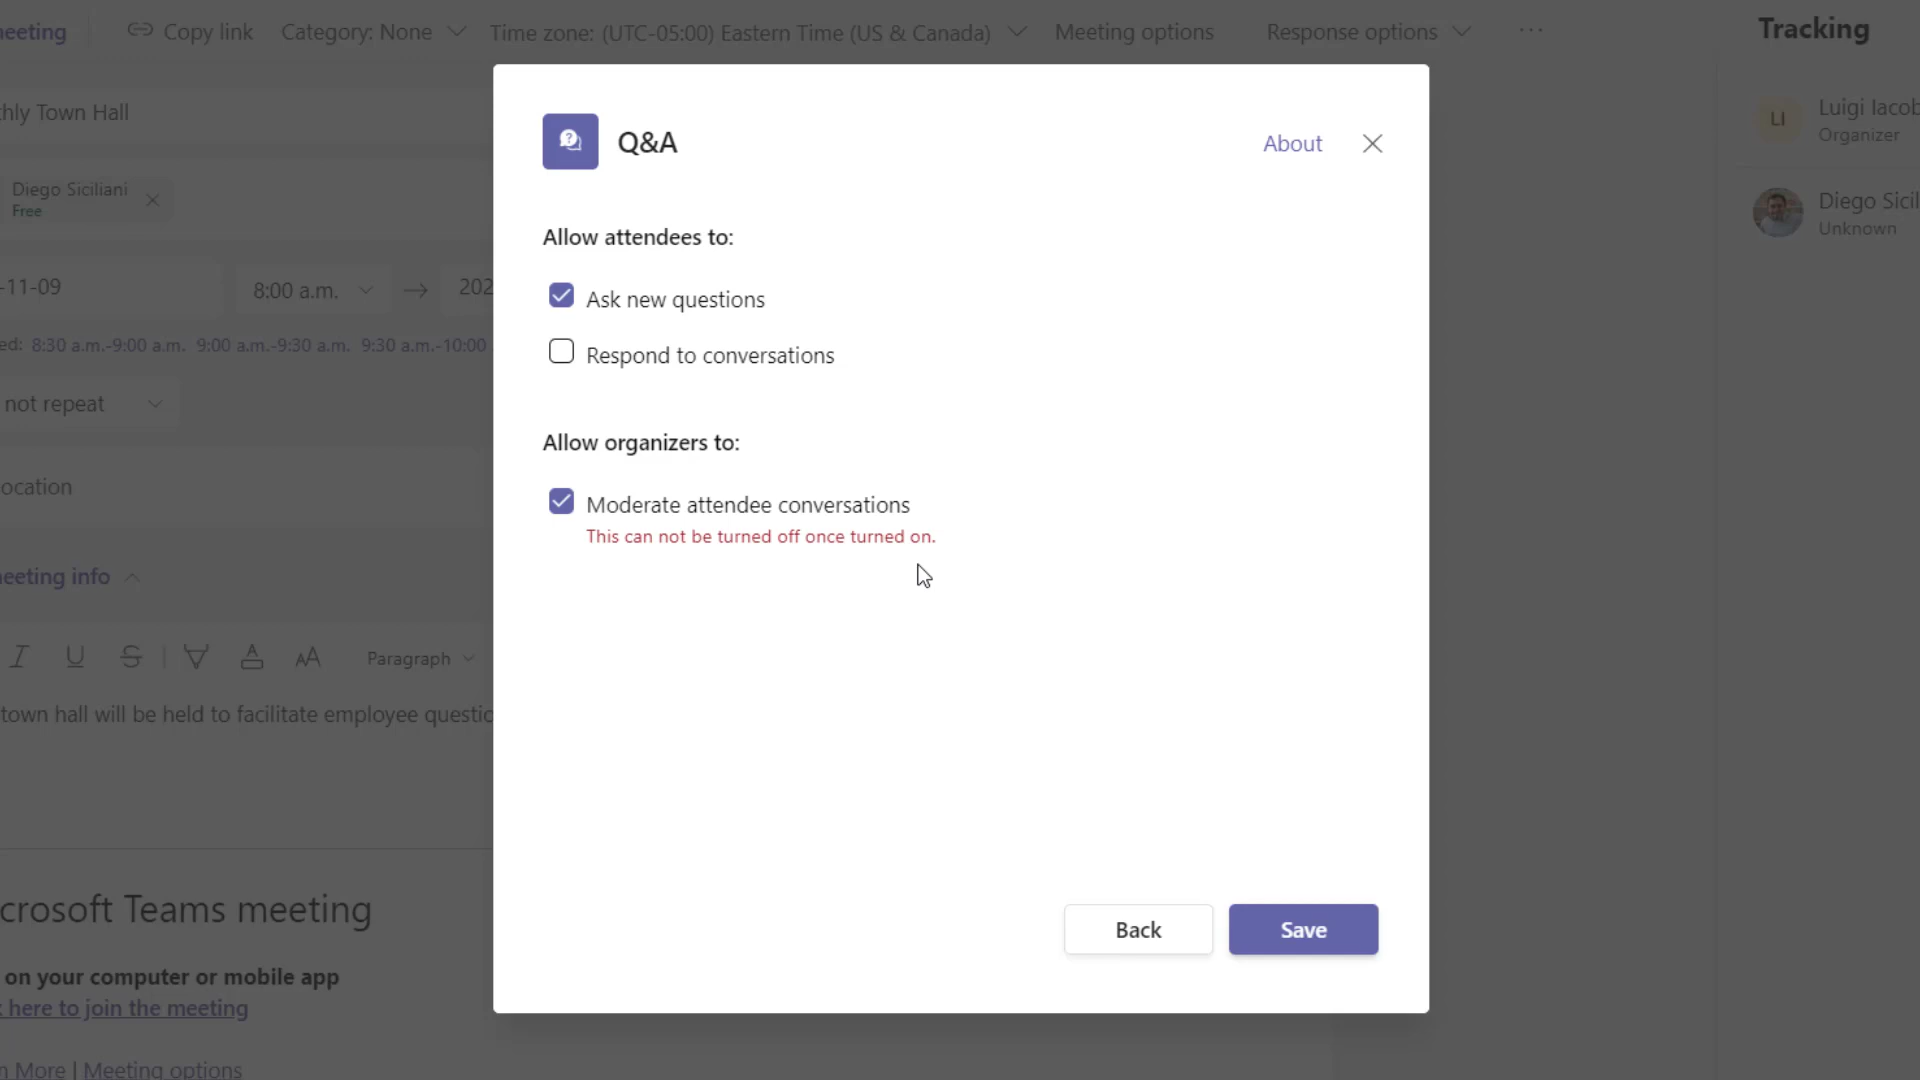 eeting
Copy link
Category: None
Time zone: (UTC-05:00) Eastern Time (US & Canada)
Meeting options
Response options
Tracking
hly Town Hall
Diego Siciliani
Free
-11-09
8:00 a.m.
202
ed: 8:30 a.m.-9:00 a.m. 9:00 a.m.-9:30 a.m. 9:30 a.m.-10:00
not repeat
ocation
eeting info
Paragraph
town hall will be held to facilitate employee questio
crosoft Teams meeting
on your computer or mobile app
here to join the meeting
More | Meeting options
Q&A
About
Allow attendees to:
Ask new questions
Respond to conversations
Allow organizers to:
Moderate attendee conversations
This can not be turned off once turned on.
Back
Save
LI
Luigi Iacob
Organizer
Diego Sicil
Unknown